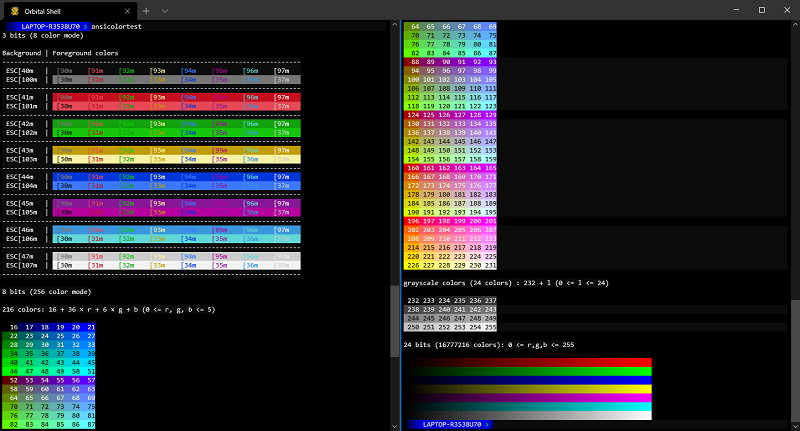 Orbital Shell
LAPTOP-R3538U70 > ansicolortest
3 bits (8 color mode)
Background | Foreground colors
ESC[40m | [90m [91m [92m [93m [94m [95m [96m [97m
ESC[100m | [30m [31m [32m [33m [34m [35m [36m [37m
ESC[41m | [90m [91m [92m [93m [94m [95m [96m [97m
ESC[101m | [30m [31m [32m [33m [34m [35m [36m [37m
ESC[42m | [90m [91m [92m [93m [94m [95m [96m [97m
ESC[102m | [30m [31m [32m [33m [34m [35m [36m [37m
ESC[43m | [90m [91m [92m [93m [94m [95m [96m [97m
ESC[103m | [30m [31m [32m [33m [34m [35m [36m [37m
ESC[44m | [90m [91m [92m [93m [94m [95m [96m [97m
ESC[104m | [30m [31m [32m [33m [34m [35m [36m [37m
ESC[45m | [90m [91m [92m [93m [94m [95m [96m [97m
ESC[105m | [30m [31m [32m [33m [34m [35m [36m [37m
ESC[46m | [90m [91m [92m [93m [94m [95m [96m [97m
ESC[106m | [30m [31m [32m [33m [34m [35m [36m [37m
ESC[47m | [90m [91m [92m [93m [94m [95m [96m [97m
ESC[107m | [30m [31m [32m [33m [34m [35m [36m [37m
8 bits (256 color mode)
216 colors: 16 + 36 × r + 6 × g + b (0 <= r, g, b <= 5)
16 17 18 19 20 21
22 23 24 25 26 27
28 29 30 31 32 33
34 35 36 37 38 39
40 41 42 43 44 45
46 47 48 49 50 51
52 53 54 55 56 57
58 59 60 61 62 63
64 65 66 67 68 69
70 71 72 73 74 75
76 77 78 79 80 81
82 83 84 85 86 87
64 65 66 67 68 69
70 71 72 73 74 75
76 77 78 79 80 81
82 83 84 85 86 87
88 89 90 91 92 93
94 95 96 97 98 99
100 101 102 103 104 105
106 107 108 109 110 111
112 113 114 115 116 117
118 119 120 121 122 123
124 125 126 127 128 129
130 131 132 133 134 135
136 137 138 139 140 141
142 143 144 145 146 147
148 149 150 151 152 153
154 155 156 157 158 159
160 161 162 163 164 165
166 167 168 169 170 171
172 173 174 175 176 177
178 179 180 181 182 183
184 185 186 187 188 189
190 191 192 193 194 195
196 197 198 199 200 201
202 203 204 205 206 207
208 209 210 211 212 213
214 215 216 217 218 219
220 221 222 223 224 225
226 227 228 229 230 231
grayscale colors (24 colors) : 232 + l (0 <= l <= 24)
232 233 234 235 236 237
238 239 240 241 242 243
244 245 246 247 248 249
250 251 252 253 254 255
24 bits (16777216 colors): 0 <= r,g,b <= 255
LAPTOP-R3538U70 >